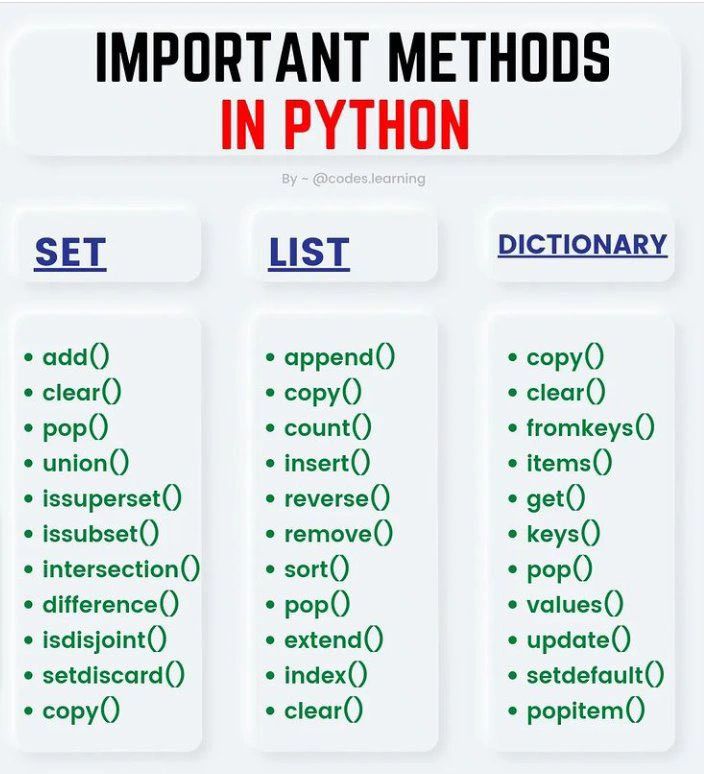 IMPORTANT METHODS
IN PYTHON
By ~ @codes.learning
SET
• add()
• clear()
• pop()
• union()
• issuperset()
• issubset()
• intersection()
• difference()
• isdisjoint()
• setdiscard()
• copy()
LIST
• append()
• copy()
• count()
• insert()
• reverse()
• remove()
• sort()
• pop()
• extend()
• index()
• clear()
DICTIONARY
• copy()
• clear()
• fromkeys()
• items()
• get()
• keys()
• pop()
• values()
• update()
• setdefault()
• popitem()